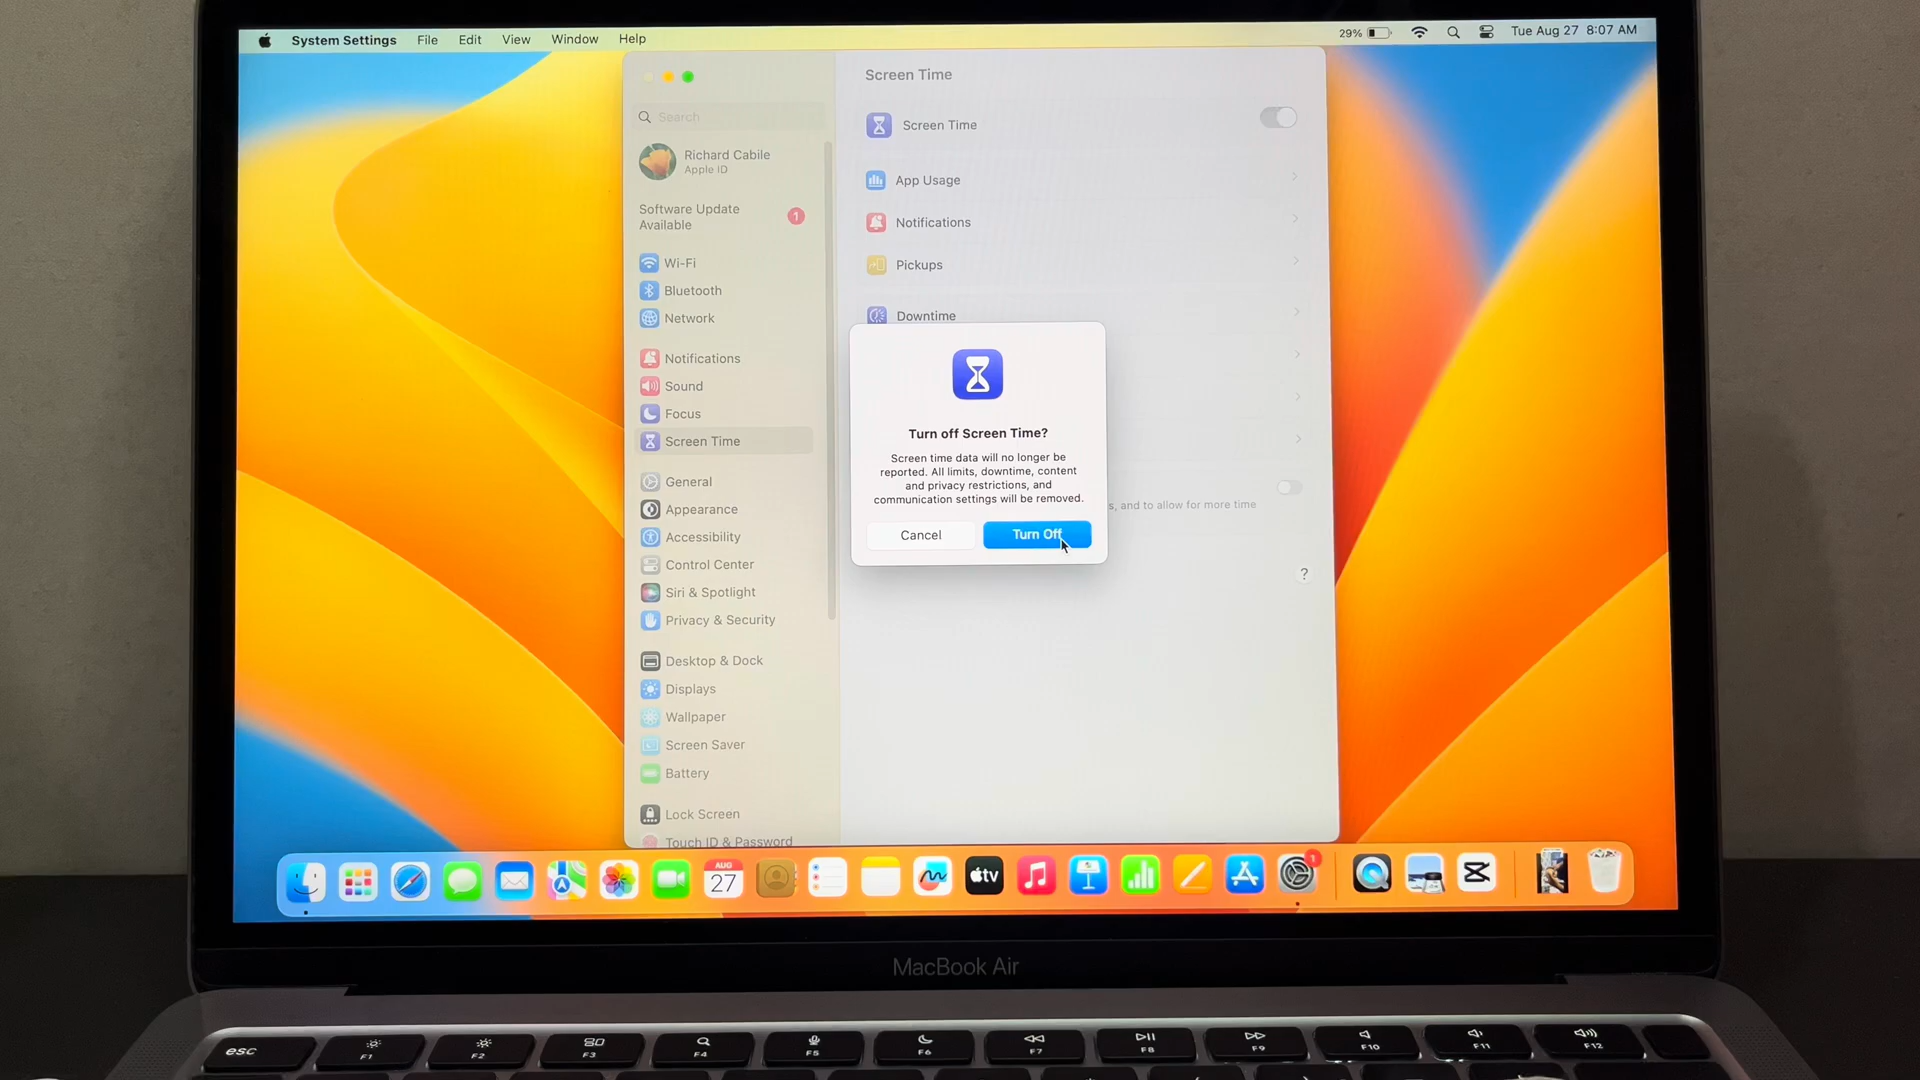 System Settings File Edit View Window Help
29% Tue Aug 27 8:07 AM
Search
Richard Cabile
Apple ID
Software Update
Available
1
Wi-Fi
Bluetooth
Network
Notifications
Sound
Focus
Screen Time
General
Appearance
Accessibility
Control Center
Siri & Spotlight
Privacy & Security
Desktop & Dock
Displays
Wallpaper
Screen Saver
Battery
Lock Screen
Touch ID & Password
Screen Time
Screen Time
App Usage
Notifications
Pickups
Downtime
s, and to allow for more time
?
Turn off Screen Time?
Screen time data will no longer be
reported. All limits, downtime, content
and privacy restrictions, and
communication settings will be removed.
Cancel
Turn Off
AUG
27
tv
1
MacBook Air
esc F1 F2 F3 F4 F5 F6 F7 F8 F9 F10 F11 F12